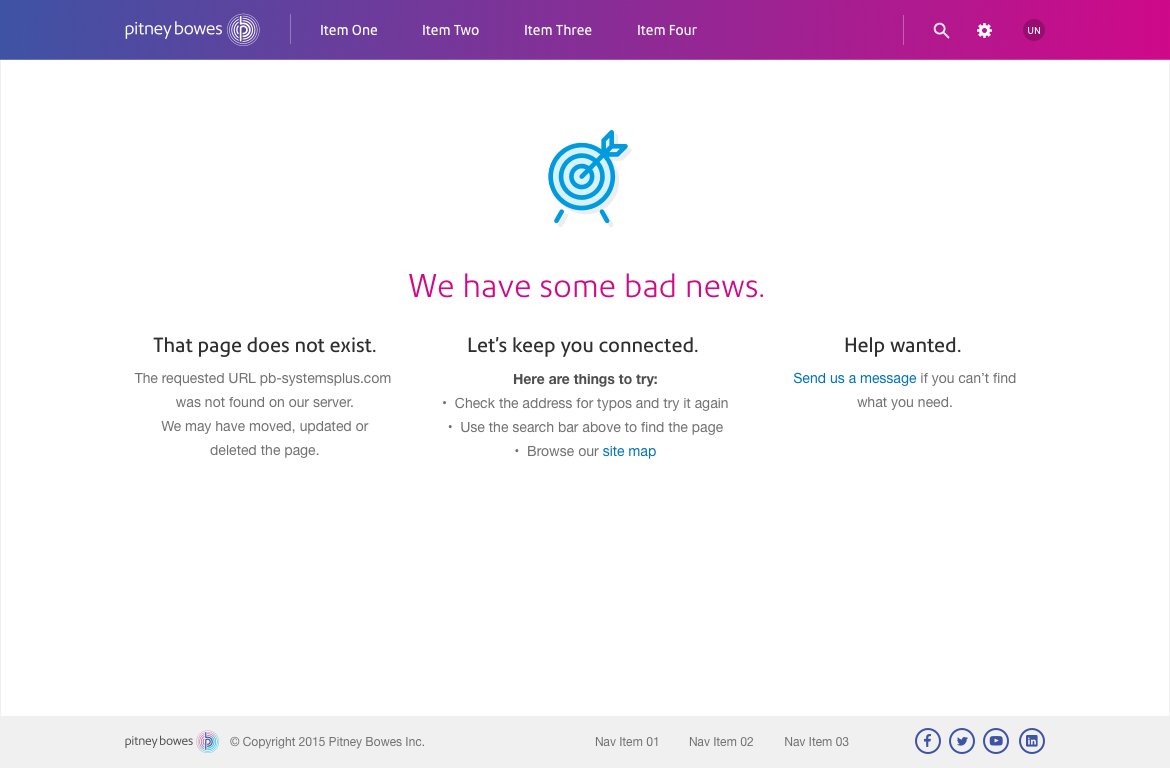 pitney bowes
Item One
Item Two
Item Three
Item Four
UN
We have some bad news.
That page does not exist.
The requested URL pb-systemsplus.com
was not found on our server.
We may have moved, updated or
deleted the page.
Let's keep you connected.
Here are things to try:
• Check the address for typos and try it again
• Use the search bar above to find the page
• Browse our site map
Help wanted.
Send us a message if you can’t find
what you need.
pitney bowes
© Copyright 2015 Pitney Bowes Inc.
Nav Item 01
Nav Item 02
Nav Item 03